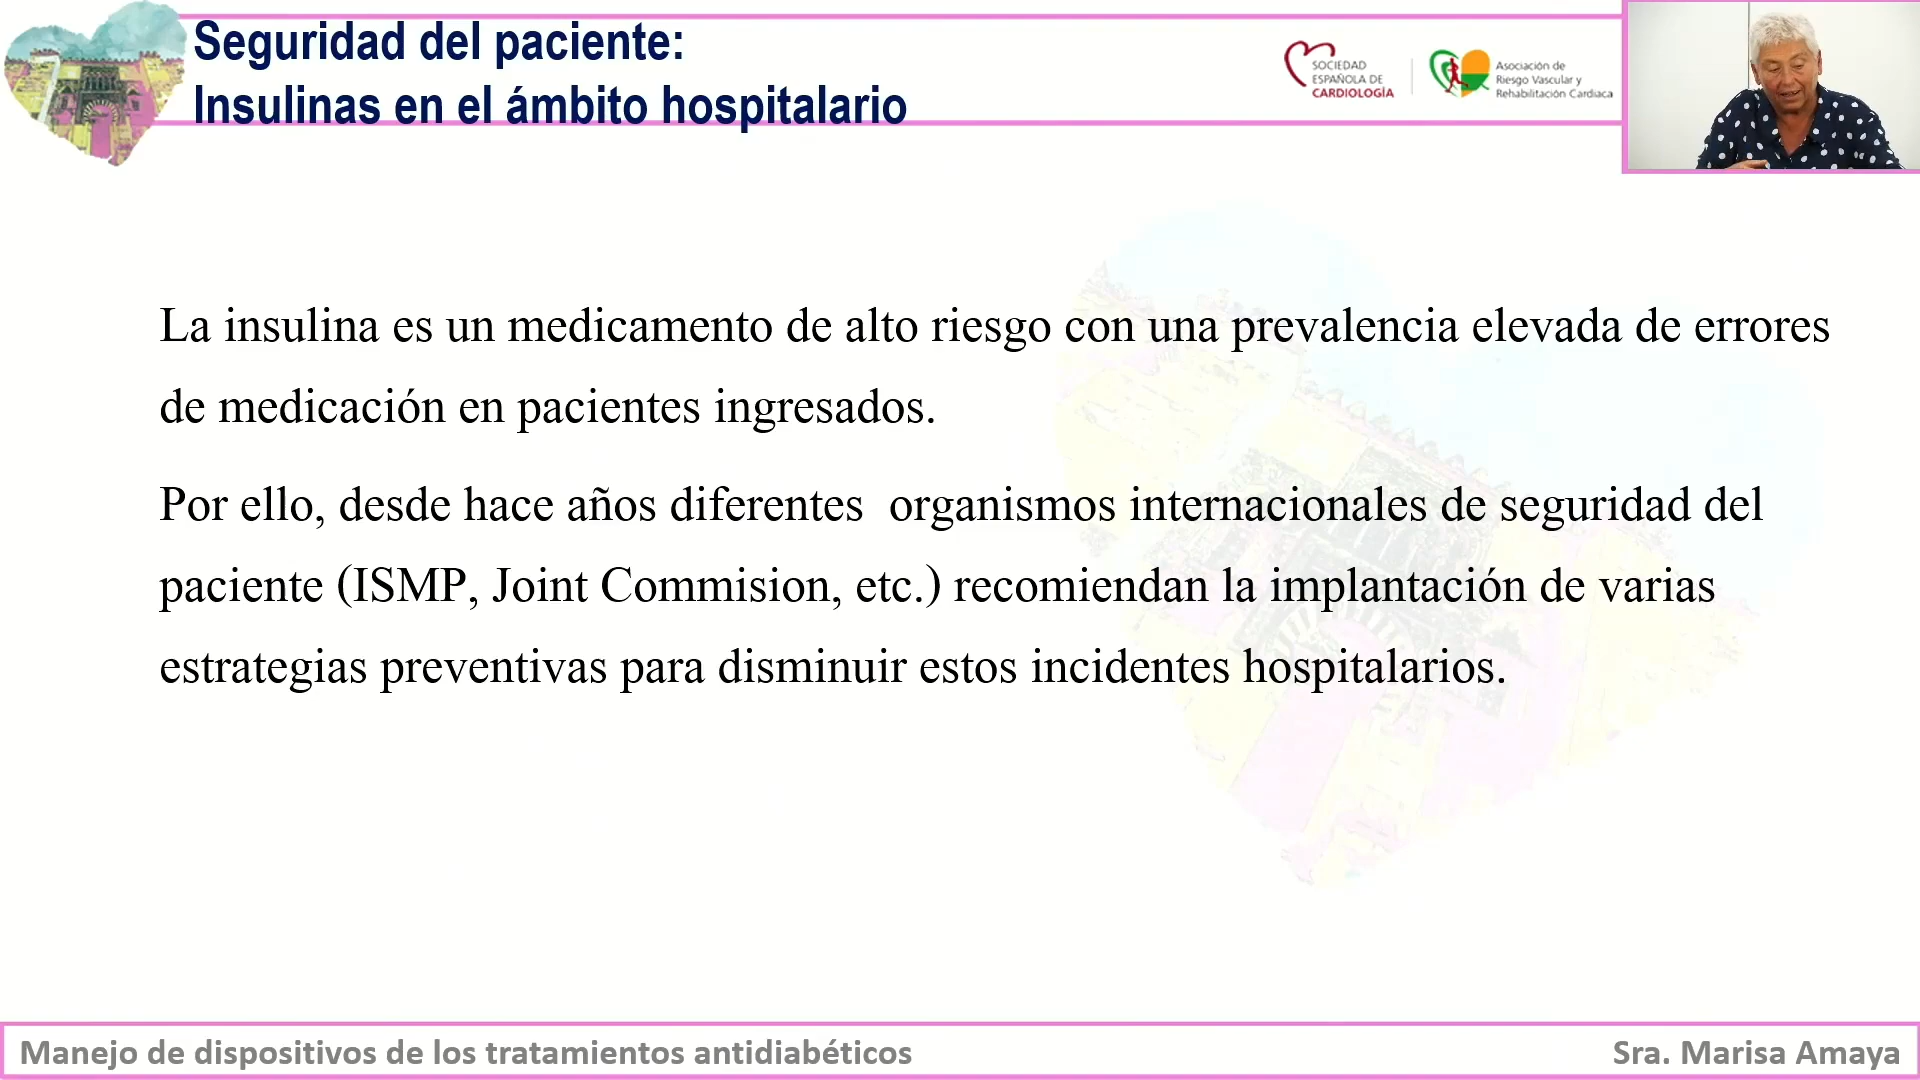 Seguridad del paciente:
Insulinas en el ámbito hospitalario
SOCIEDAD
ESPAÑOLA DE
CARDIOLOGÍA
Asociación de
Riesgo Vascular y
Rehabilitación Cardiaca
La insulina es un medicamento de alto riesgo con una prevalencia elevada de errores
de medicación en pacientes ingresados.
Por ello, desde hace años diferentes  organismos internacionales de seguridad del
paciente (ISMP, Joint Commision, etc.) recomiendan la implantación de varias
estrategias preventivas para disminuir estos incidentes hospitalarios.
Manejo de dispositivos de los tratamientos antidiabéticos
Sra. Marisa Amaya